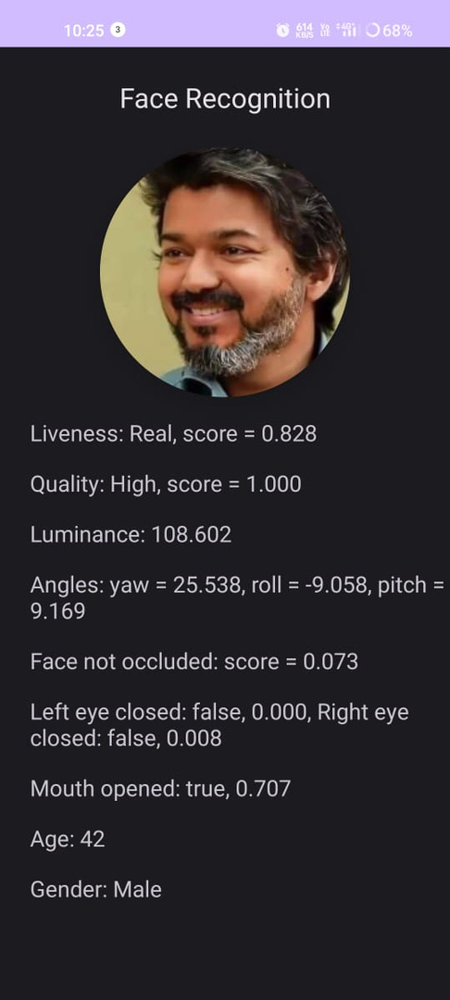 10:25 3 614 KB/S Vo LTE 4G+ 68%
Face Recognition
Liveness: Real, score = 0.828
Quality: High, score = 1.000
Luminance: 108.602
Angles: yaw = 25.538, roll = -9.058, pitch =
9.169
Face not occluded: score = 0.073
Left eye closed: false, 0.000, Right eye
closed: false, 0.008
Mouth opened: true, 0.707
Age: 42
Gender: Male